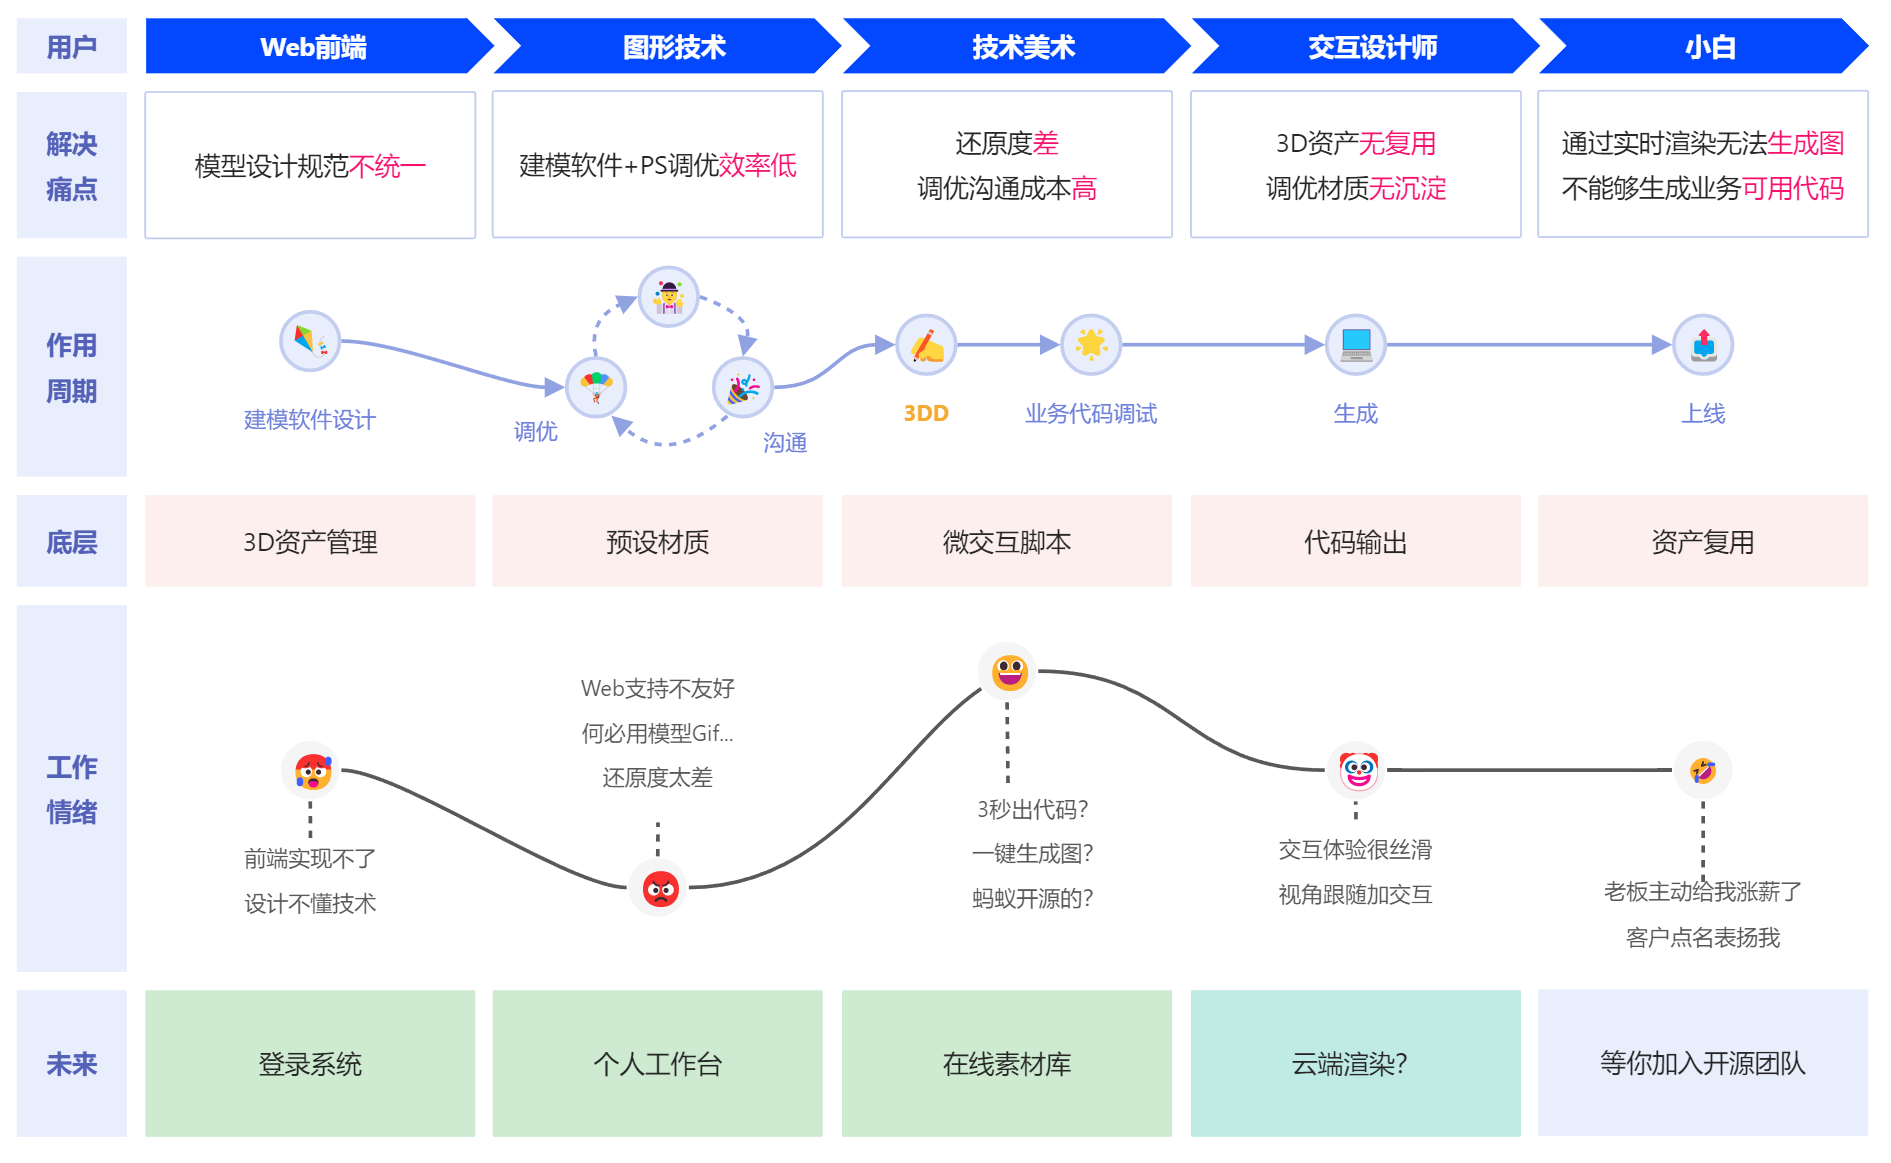 用户
Web前端
图形技术
技术美术
交互设计师
小白
解决
痛点
模型设计规范不统一
建模软件+PS调优效率低
还原度差
调优沟通成本高
3D资产无复用
调优材质无沉淀
通过实时渲染无法生成图
不能够生成业务可用代码
作用
周期
建模软件设计
调优
沟通
3DD
业务代码调试
生成
上线
底层
3D资产管理
预设材质
微交互脚本
代码输出
资产复用
工作
情绪
前端实现不了
设计不懂技术
Web支持不友好
何必用模型Gif...
还原度太差
3秒出代码?
一键生成图?
蚂蚁开源的?
交互体验很丝滑
视角跟随加交互
老板主动给我涨薪了
客户点名表扬我
未来
登录系统
个人工作台
在线素材库
云端渲染?
等你加入开源团队